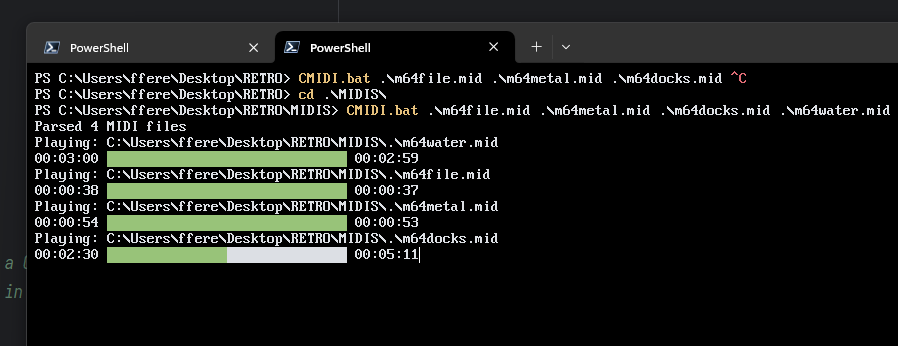 PowerShell
PowerShell
PS C:\Users\ffere\Desktop\RETRO> CMIDI.bat .\m64file.mid .\m64metal.mid .\m64docks.mid ^C
PS C:\Users\ffere\Desktop\RETRO> cd .\MIDIS\
PS C:\Users\ffere\Desktop\RETRO\MIDIS> CMIDI.bat .\m64file.mid .\m64metal.mid .\m64docks.mid .\m64water.mid
Parsed 4 MIDI files
Playing: C:\Users\ffere\Desktop\RETRO\MIDIS\.\m64water.mid
00:03:00 00:02:59
Playing: C:\Users\ffere\Desktop\RETRO\MIDIS\.\m64file.mid
00:00:38 00:00:37
Playing: C:\Users\ffere\Desktop\RETRO\MIDIS\.\m64metal.mid
00:00:54 00:00:53
Playing: C:\Users\ffere\Desktop\RETRO\MIDIS\.\m64docks.mid
00:02:30 00:05:11
a
in